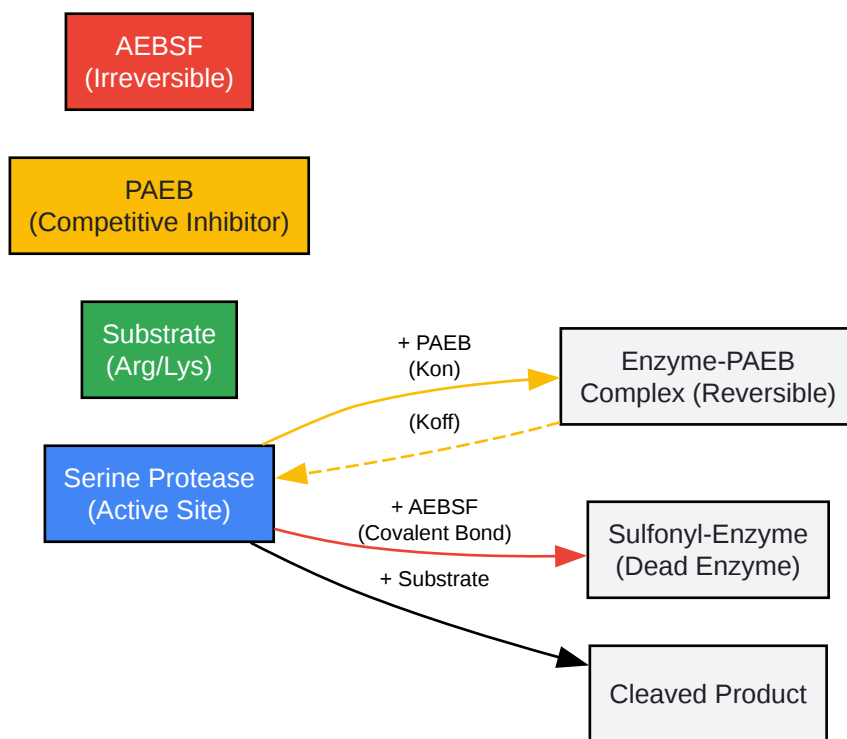 AEBSF
(Irreversible)
PAEB
(Competitive Inhibitor)
Substrate
(Arg/Lys)
+ PAEB
(Kon)
Enzyme-PAEB
Complex (Reversible)
(Koff)
Serine Protease
(Active Site)
+ AEBSF
(Covalent Bond)
Sulfonyl-Enzyme
(Dead Enzyme)
+ Substrate
Cleaved Product